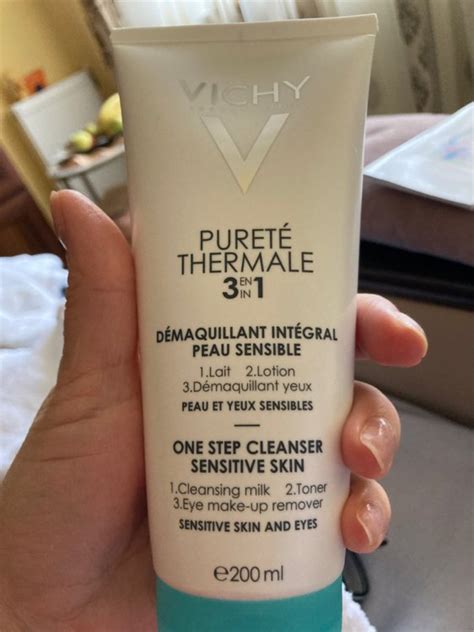 VICHY
PURETÉ
THERMALE
3 EN IN 1
DÉMAQUILLANT INTÉGRAL
PEAU SENSIBLE
1.Lait 2.Lotion
3.Démaquillant yeux
PEAU ET YEUX SENSIBLES
ONE STEP CLEANSER
SENSITIVE SKIN
1.Cleansing milk 2.Toner
3.Eye make-up remover
SENSITIVE SKIN AND EYES
℮200 ml